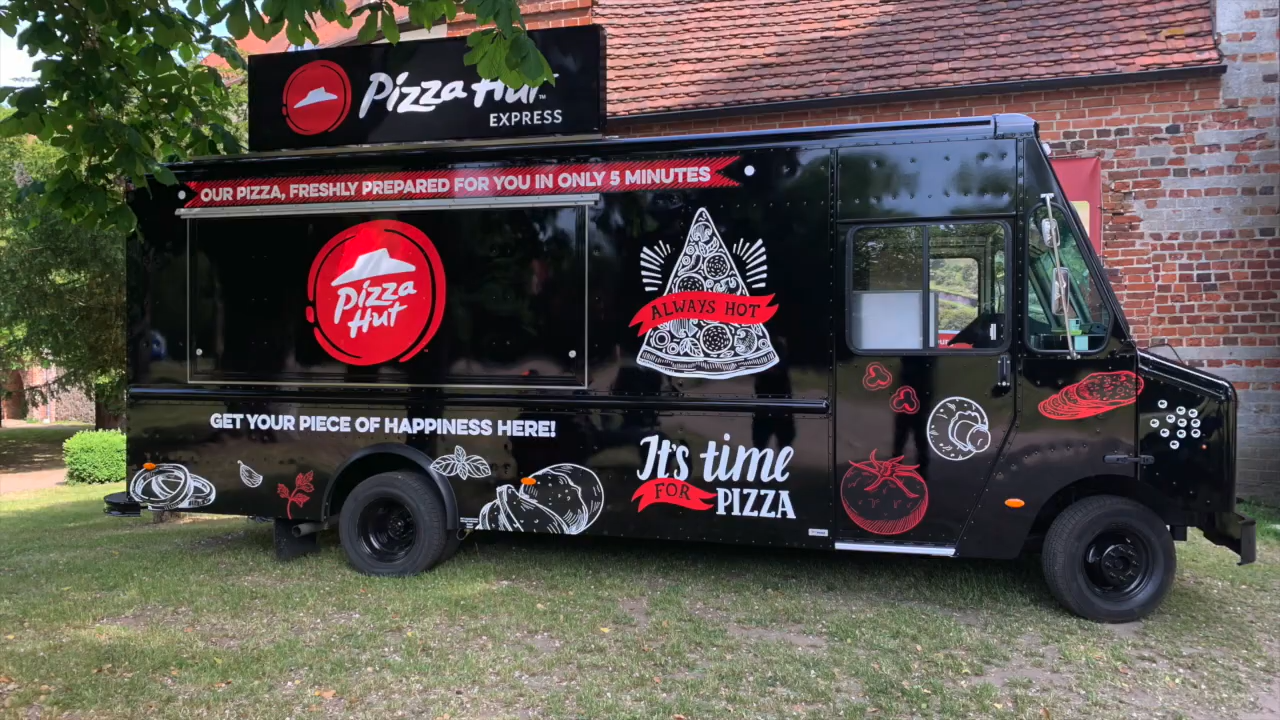 Pizza Hut
EXPRESS
OUR PIZZA, FRESHLY PREPARED FOR YOU IN ONLY 5 MINUTES
Pizza
Hut
ALWAYS HOT
GET YOUR PIECE OF HAPPINESS HERE!
It's time
FOR PIZZA